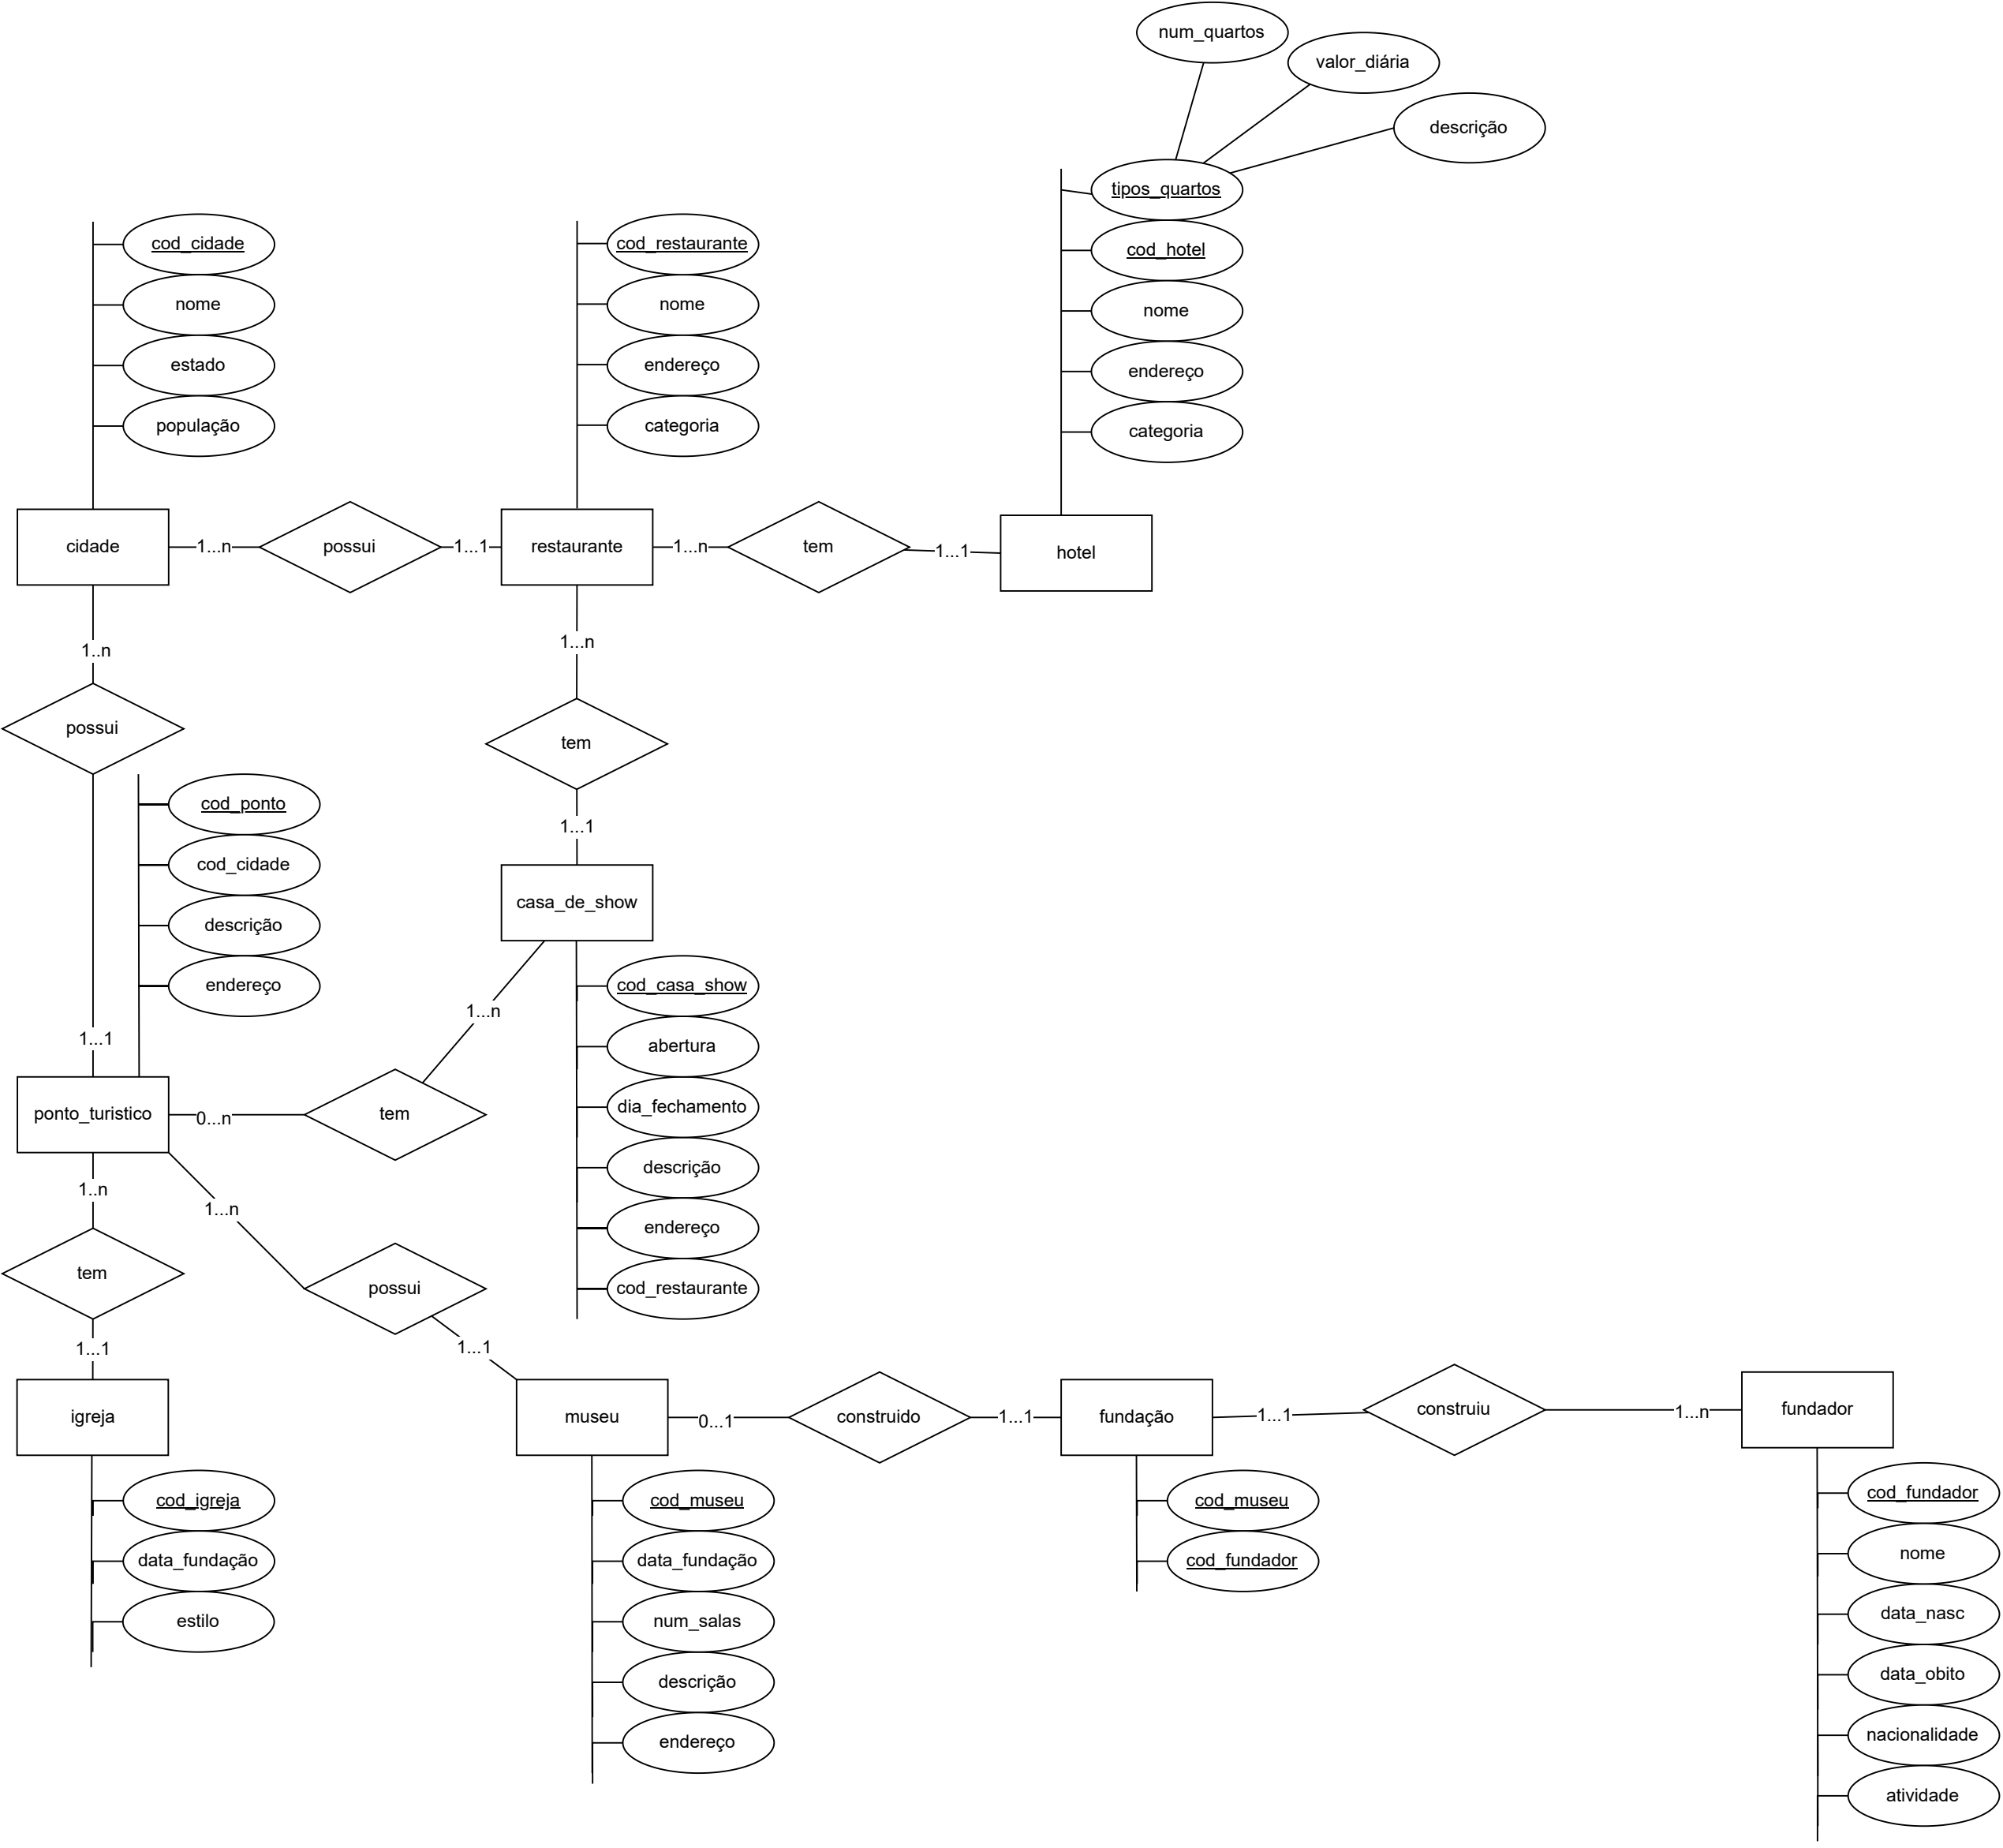 num_quartos
valor_diária
descrição
tipos_quartos
cod_hotel
nome
endereço
categoria
cod_cidade
nome
estado
população
cod_restaurante
nome
endereço
categoria
cidade
1...n
possui
1...1
restaurante
1...n
tem
1...1
hotel
1..n
possui
1...n
tem
1...1
cod_ponto
cod_cidade
descrição
endereço
1...1
casa_de_show
1...n
cod_casa_show
abertura
dia_fechamento
descrição
endereço
cod_restaurante
ponto_turistico
0...n
tem
1..n
1...n
tem
possui
1...1
1...1
igreja
museu
0...1
construido
1...1
fundação
1...1
construiu
1...n
fundador
cod_igreja
data_fundação
estilo
cod_museu
data_fundação
num_salas
descrição
endereço
cod_museu
cod_fundador
cod_fundador
nome
data_nasc
data_obito
nacionalidade
atividade